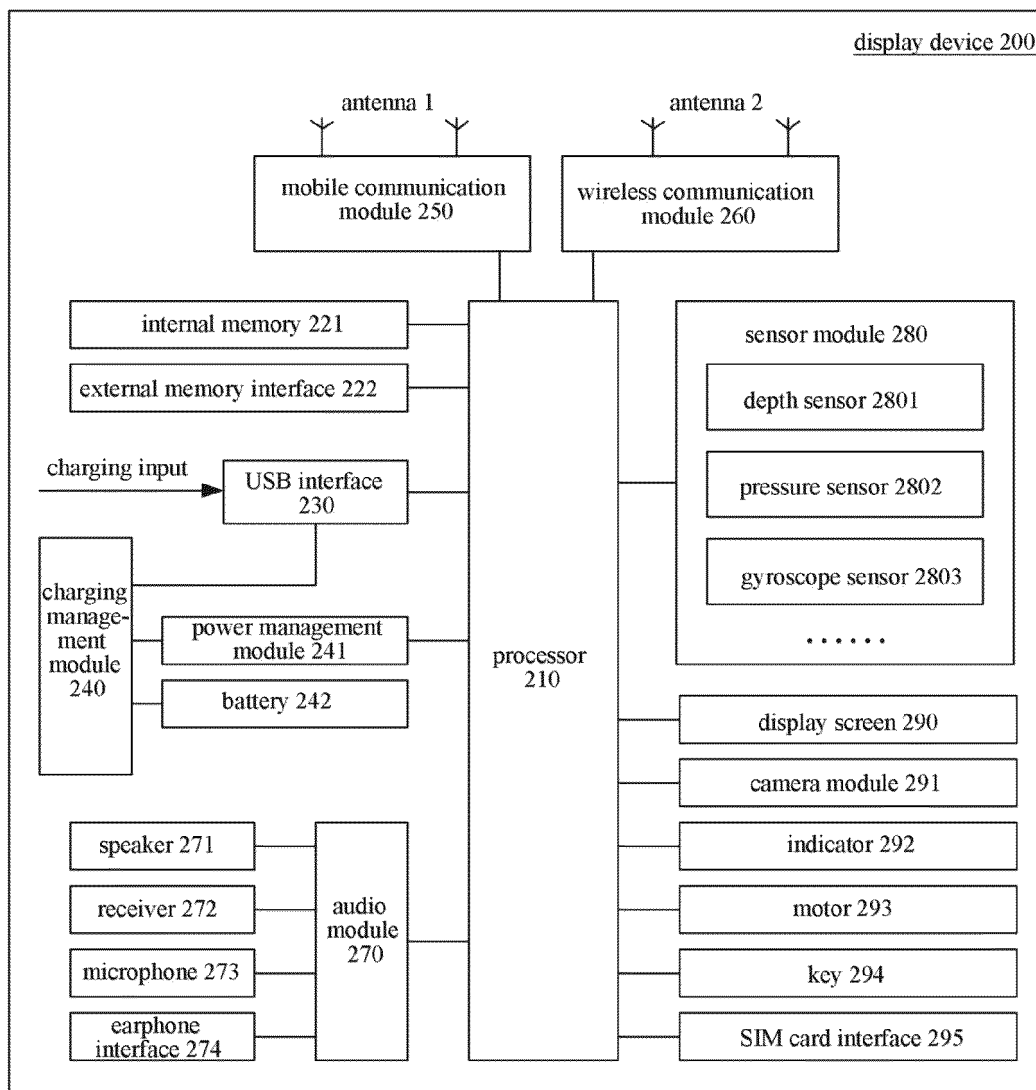 display device 200
antenna 1
antenna 2
mobile communication
module 250
wireless communication
module 260
internal memory 221
external memory interface 222
charging input
USB interface
230
charging
manage-
ment
module
240
power management
module 241
battery 242
speaker 271
receiver 272
microphone 273
earphone
interface 274
audio
module
270
processor
210
sensor module 280
depth sensor 2801
pressure sensor 2802
gyroscope sensor 2803
......
display screen 290
camera module 291
indicator 292
motor 293
key 294
SIM card interface 295